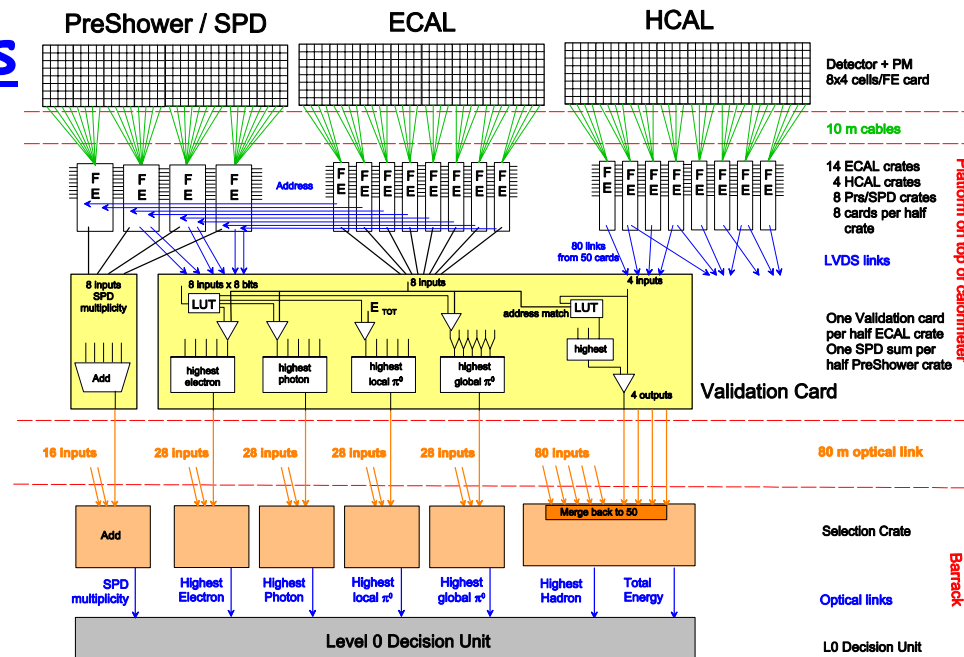 s
PreShower / SPD
ECAL
HCAL
Detector + PM
8x4 cells/FE card
10 m cables
F
E
F
E
F
E
F
E
Address
F
E
F
E
F
E
F
E
F
E
F
E
F
E
F
E
F
E
F
E
F
E
F
E
F
E
F
E
F
E
F
E
14 ECAL crates
4 HCAL crates
8 Prs/SPD crates
8 cards per half
crate
Platform on top of calorimeter
80 links
from 50 cards
LVDS links
8 inputs
SPD
multiplicity
8 inputs x 8 bits
8 inputs
4 inputs
LUT
E TOT
address match
LUT
One Validation card
per half ECAL crate
One SPD sum per
half PreShower crate
highest
Add
highest
electron
highest
photon
highest
local π⁰
highest
global π⁰
4 outputs
Validation Card
16 inputs
28 inputs
28 inputs
28 inputs
28 inputs
80 inputs
80 m optical link
Merge back to 50
Add
Selection Crate
SPD
multiplicity
Highest
Electron
Highest
Photon
Highest
local π⁰
Highest
global π⁰
Highest
Hadron
Total
Energy
Optical links
Barrack
Level 0 Decision Unit
L0 Decision Unit